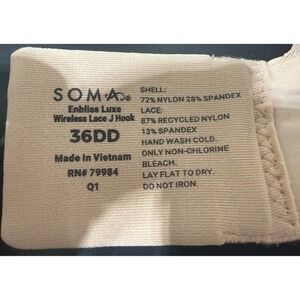 SOMA®
Enbliss Luxe
Wireless Lace J Hook
36DD
Made in Vietnam
RN# 79984
Q1
SHELL:
72% NYLON 28% SPANDEX
LACE:
87% RECYCLED NYLON
13% SPANDEX
HAND WASH COLD.
ONLY NON-CHLORINE
BLEACH.
LAY FLAT TO DRY.
DO NOT IRON.